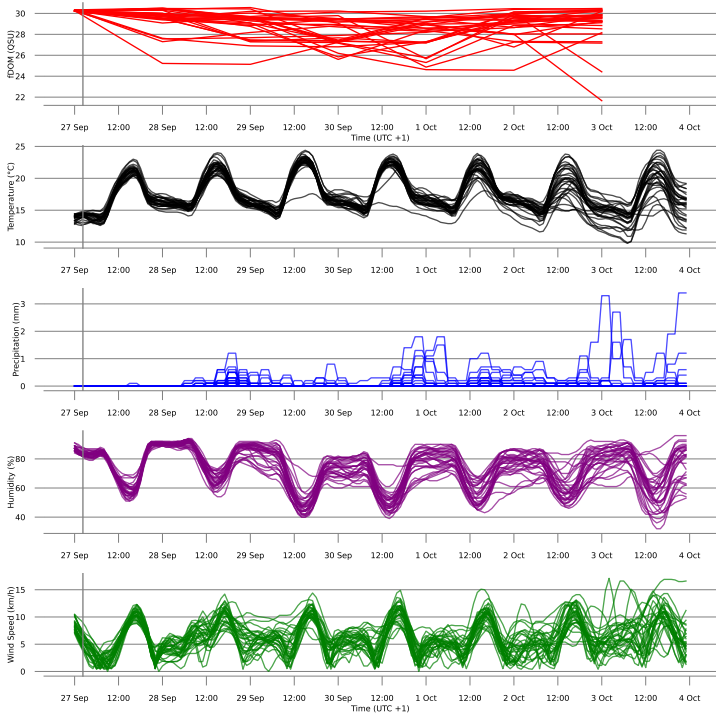 30
28
26
24
22
fDOM (QSU)
27 Sep 12:00 28 Sep 12:00 29 Sep 12:00 30 Sep 12:00 1 Oct 12:00 2 Oct 12:00 3 Oct 12:00 4 Oct
Time (UTC +1)
25
20
15
10
Temperature (°C)
27 Sep 12:00 28 Sep 12:00 29 Sep 12:00 30 Sep 12:00 1 Oct 12:00 2 Oct 12:00 3 Oct 12:00 4 Oct
3
2
1
0
Precipitation (mm)
27 Sep 12:00 28 Sep 12:00 29 Sep 12:00 30 Sep 12:00 1 Oct 12:00 2 Oct 12:00 3 Oct 12:00 4 Oct
80
60
40
Humidity (%)
27 Sep 12:00 28 Sep 12:00 29 Sep 12:00 30 Sep 12:00 1 Oct 12:00 2 Oct 12:00 3 Oct 12:00 4 Oct
15
10
5
0
Wind Speed (km/h)
27 Sep 12:00 28 Sep 12:00 29 Sep 12:00 30 Sep 12:00 1 Oct 12:00 2 Oct 12:00 3 Oct 12:00 4 Oct
Time (UTC +1)